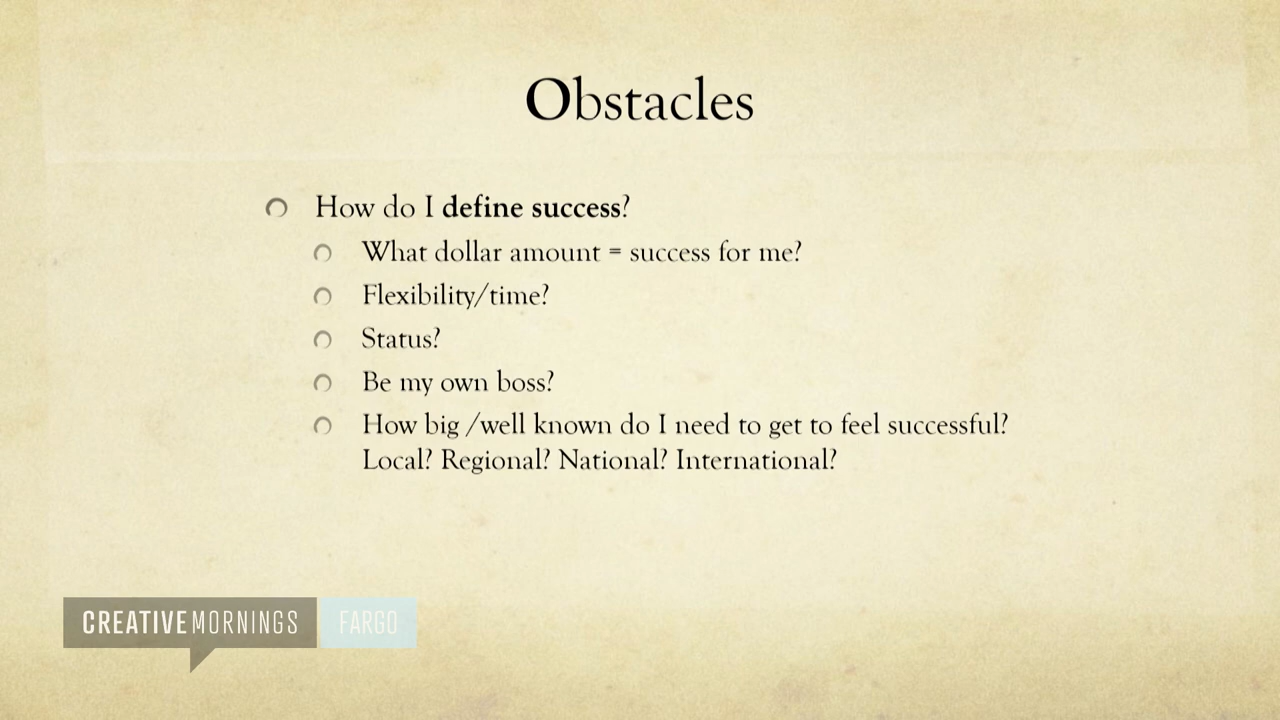 Obstacles
How do I define success?
What dollar amount = success for me?
Flexibility/time?
Status?
Be my own boss?
How big /well known do I need to get to feel successful?
Local? Regional? National? International?
CREATIVEMORNINGS FARGO